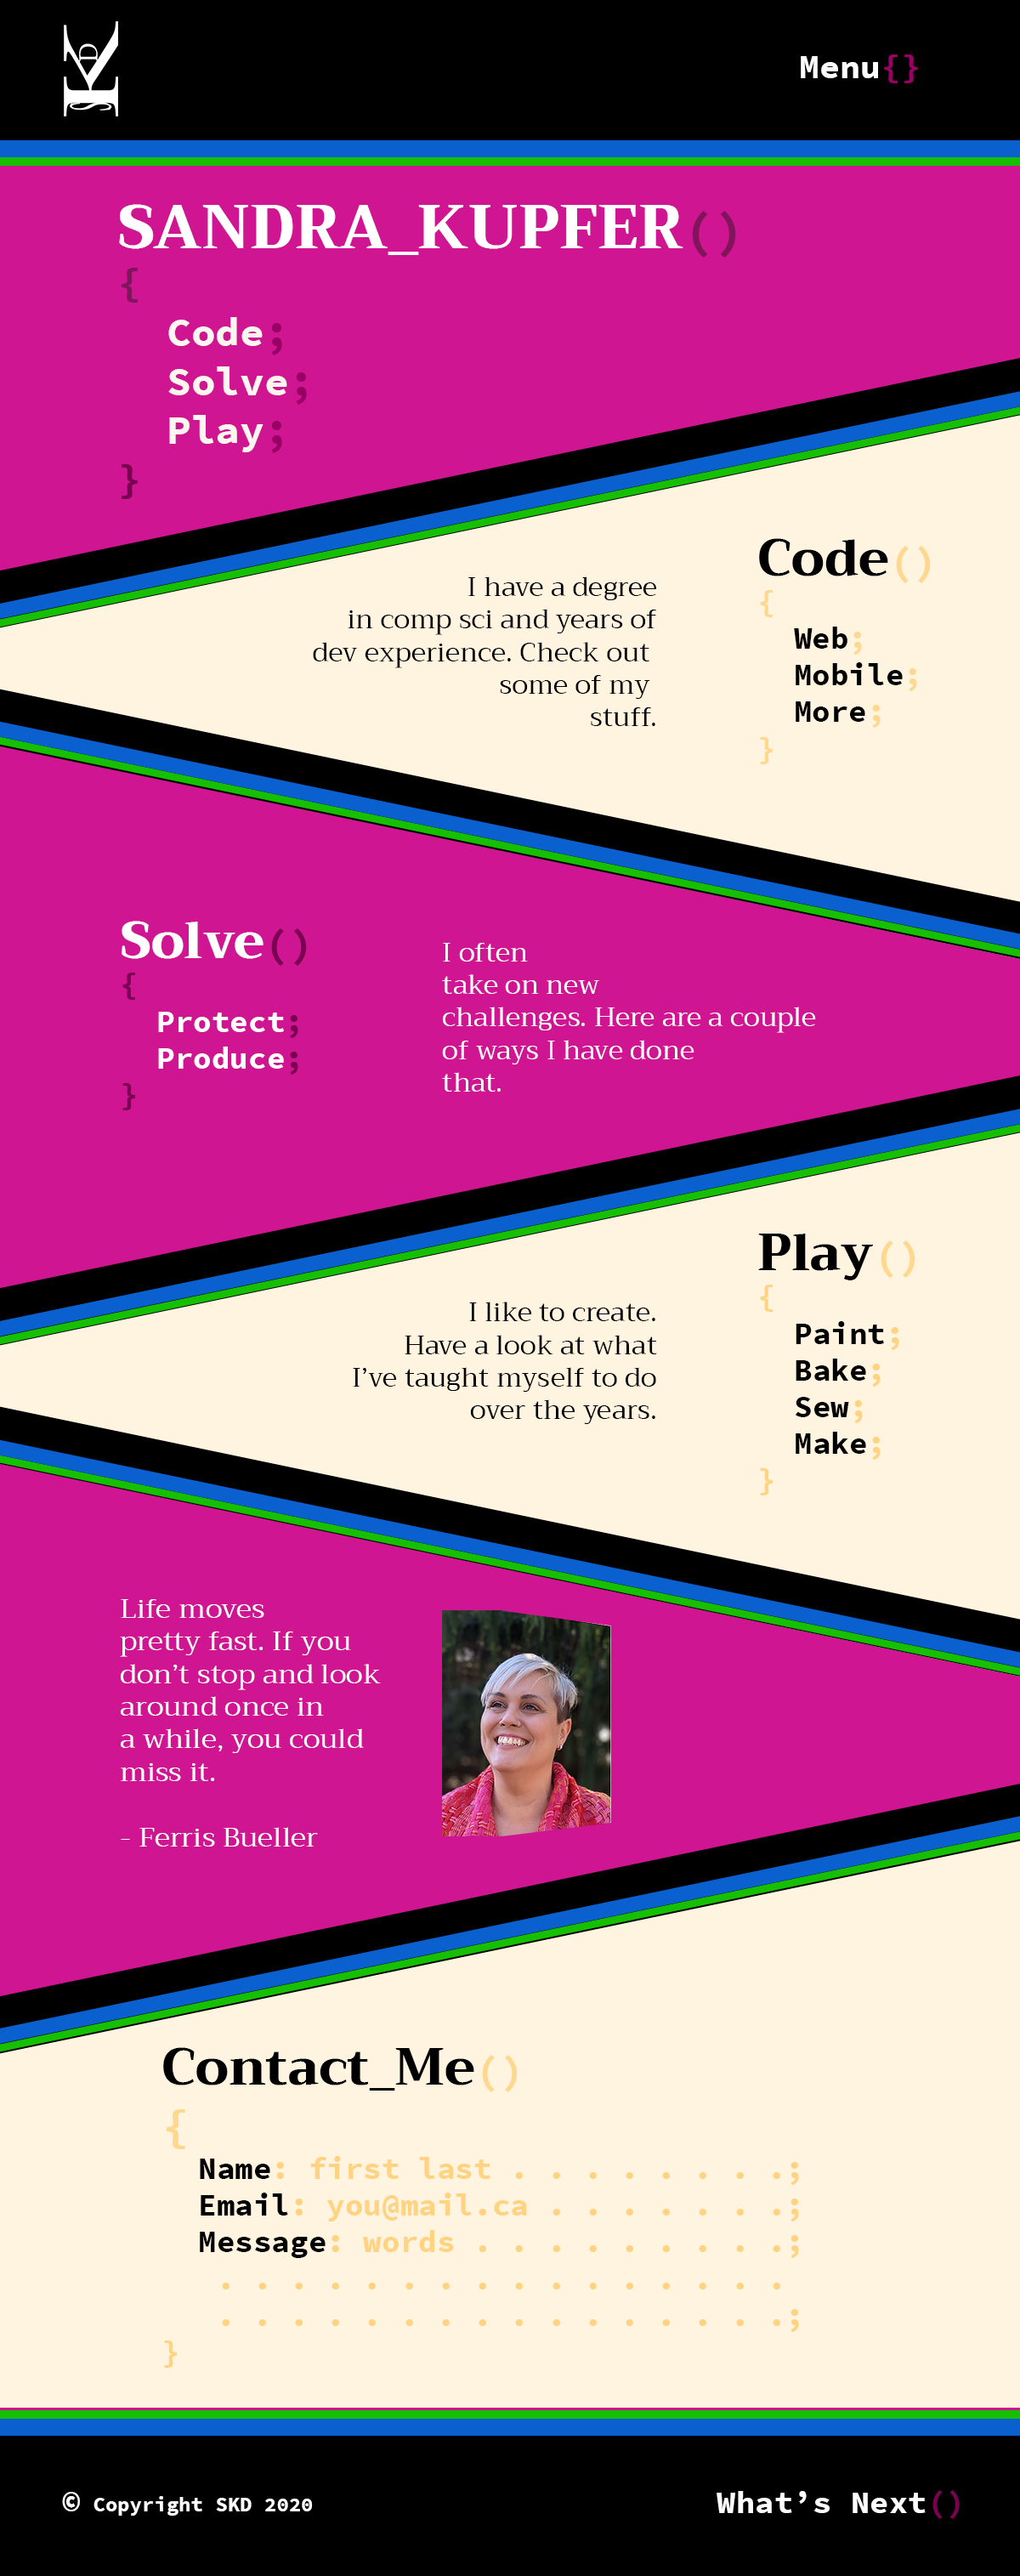 Menu{}
SANDRA_KUPFER()
{
Code;
Solve;
Play;
}
Code()
{
Web;
Mobile;
More;
}
I have a degree
in comp sci and years of
dev experience. Check out
some of my
stuff.
Solve()
{
Protect;
Produce;
}
I often
take on new
challenges. Here are a couple
of ways I have done
that.
Play()
{
Paint;
Bake;
Sew;
Make;
}
I like to create.
Have a look at what
I’ve taught myself to do
over the years.
Life moves
pretty fast. If you
don’t stop and look
around once in
a while, you could
miss it.
- Ferris Bueller
Contact_Me()
{
Name: first last . . . . . . . .;
Email: you@mail.ca . . . . . . .;
Message: words . . . . . . . . .;
. . . . . . . . . . . . . . . .
. . . . . . . . . . . . . . . .;
}
© Copyright SKD 2020
What’s Next()